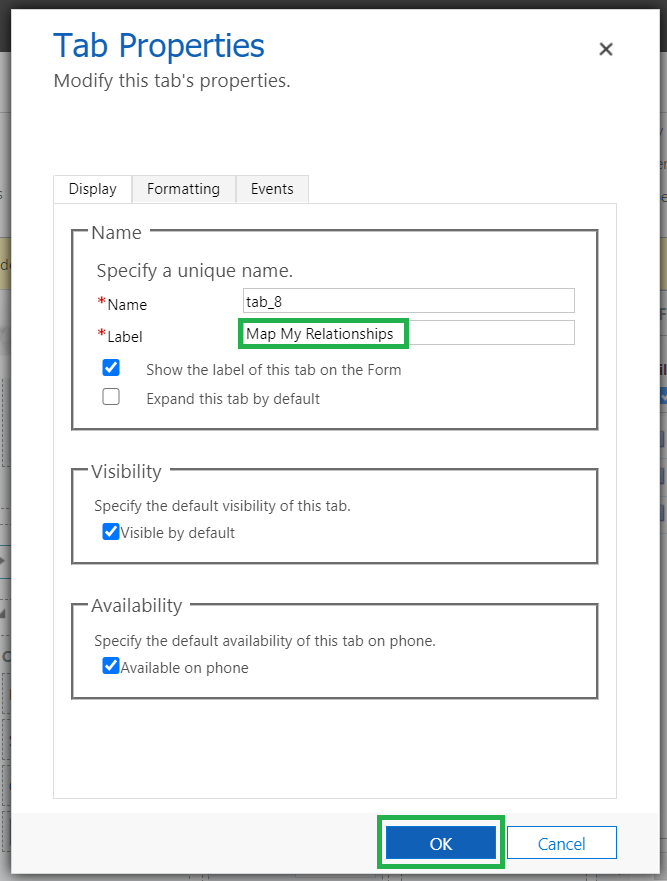 Tab Properties
Modify this tab's properties.
Display
Formatting
Events
Name
Specify a unique name.
*Name
tab_8
*Label
Map My Relationships
Show the label of this tab on the Form
Expand this tab by default
Visibility
Specify the default visibility of this tab.
Visible by default
Availability
Specify the default availability of this tab on phone.
Available on phone
OK
Cancel